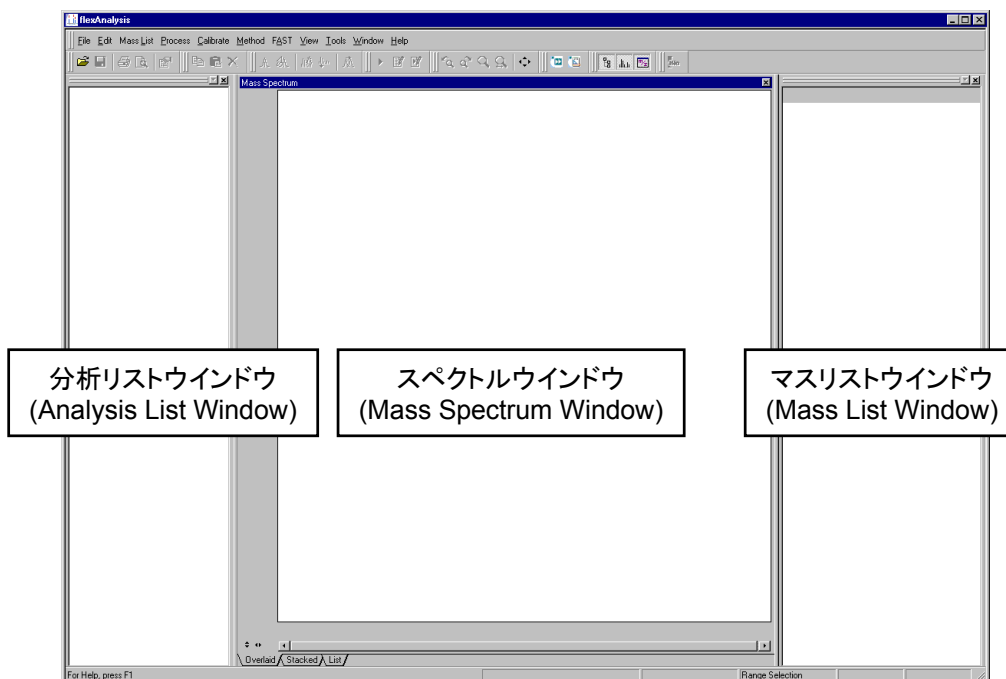 flexAnalysis
File Edit Mass List Process Calibrate Method FAST View Tools Window Help
Mass Spectrum
分析リストウインドウ
(Analysis List Window)
スペクトルウインドウ
(Mass Spectrum Window)
マスリストウインドウ
(Mass List Window)
Overlaid Stacked List
For Help, press F1
Range Selection